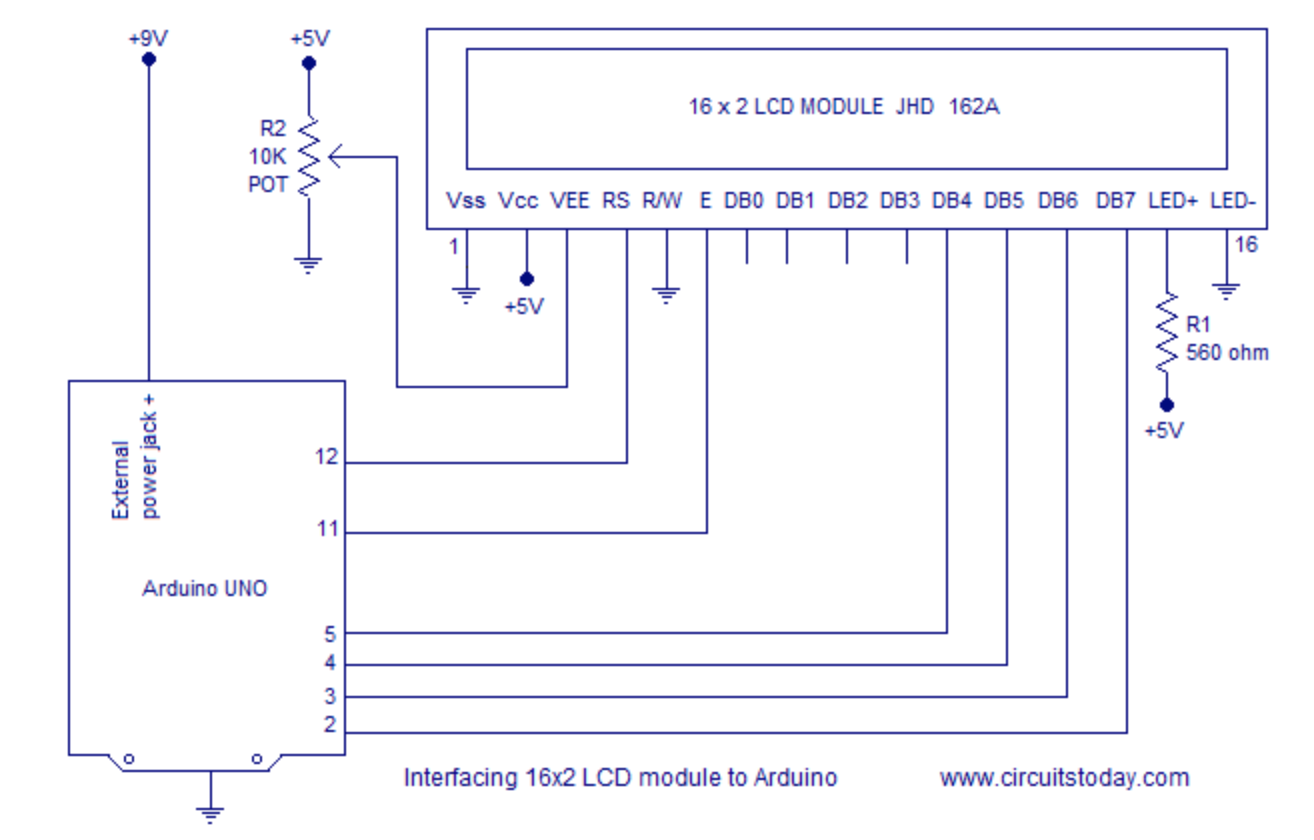 +9V
+5V
16 x 2 LCD MODULE JHD 162A
R2
10K
POT
Vss Vcc VEE RS R/W E DB0 DB1 DB2 DB3 DB4 DB5 DB6 DB7 LED+ LED-
1
16
+5V
R1
560 ohm
+5V
External
power jack +
12
11
Arduino UNO
5
4
3
2
Interfacing 16x2 LCD module to Arduino
www.circuitstoday.com